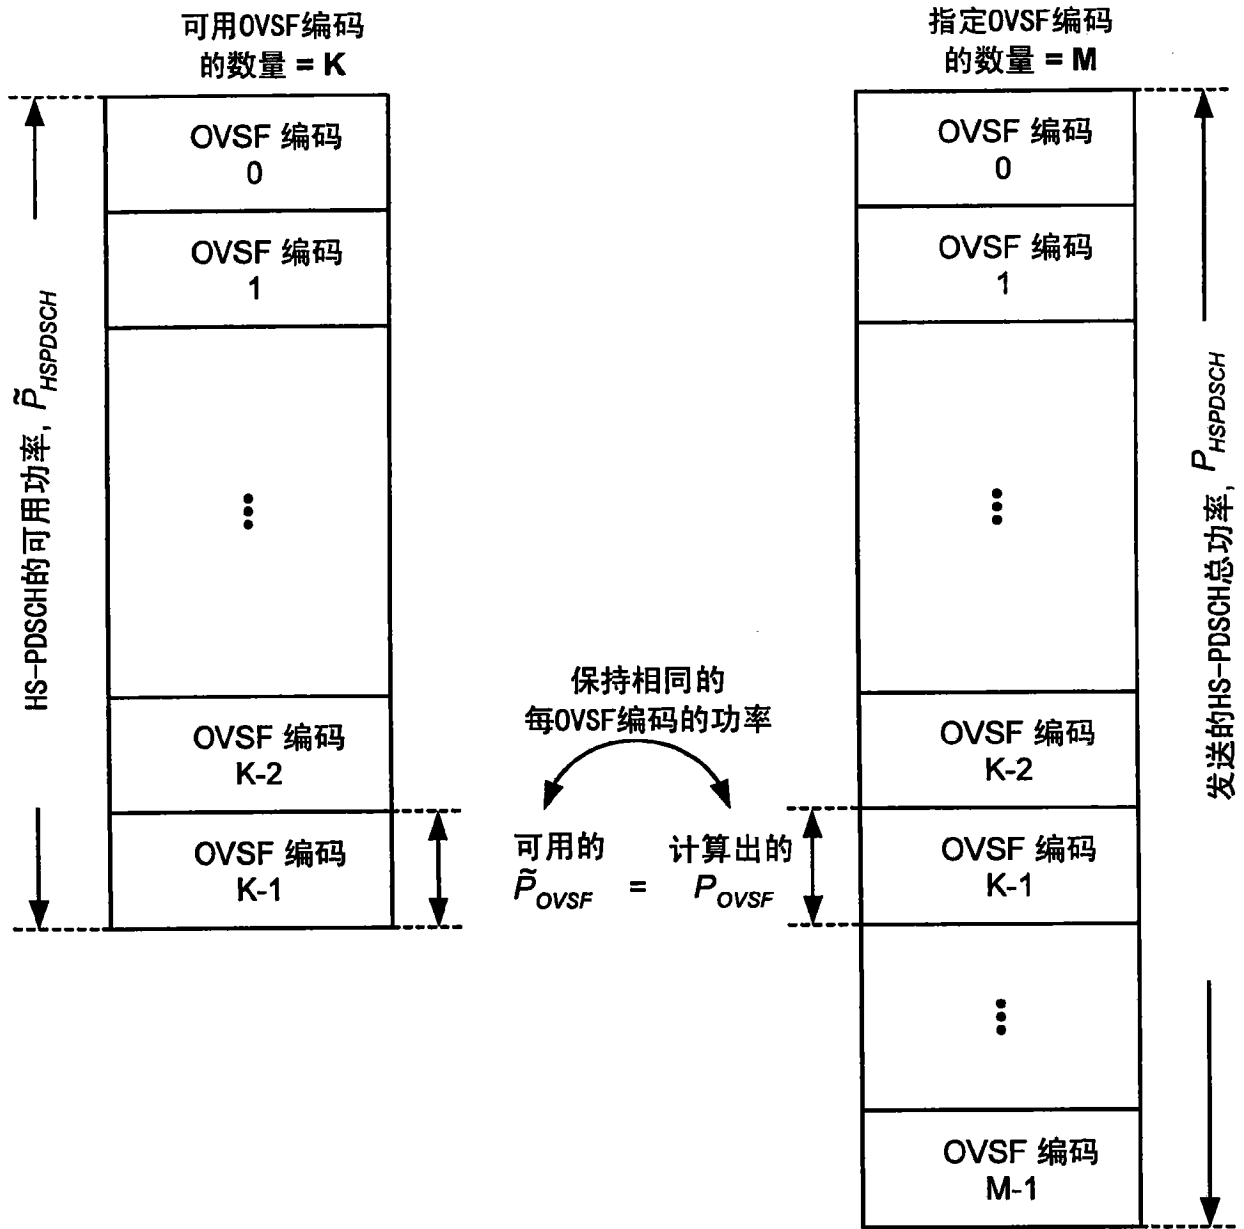 可用OVSF编码
的数量 = K
OVSF 编码
0
OVSF 编码
1
OVSF 编码
K-2
OVSF 编码
K-1
HS-PDSCH的可用功率, P̃HSPDSCH
保持相同的
每OVSF编码的功率
可用的
计算出的
P̃OVSF = POVSF
指定OVSF编码
的数量 = M
OVSF 编码
0
OVSF 编码
1
OVSF 编码
K-2
OVSF 编码
K-1
OVSF 编码
M-1
发送的HS-PDSCH总功率, PHSPDSCH